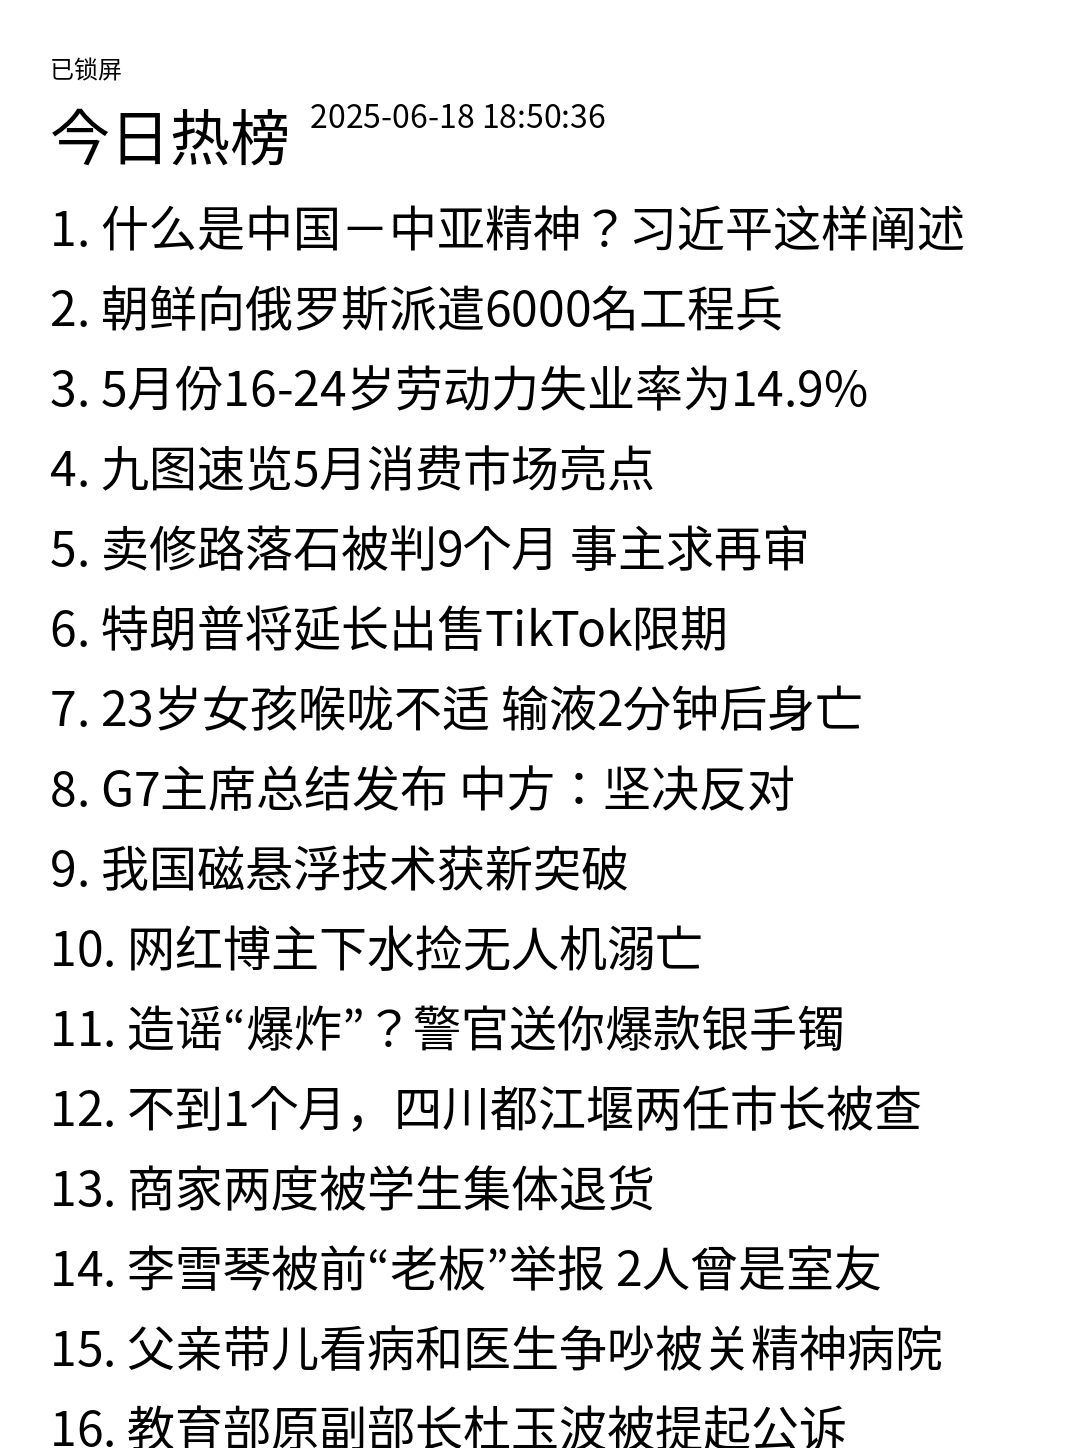 已锁屏
今日热榜 2025-06-18 18:50:36
1. 什么是中国－中亚精神？习近平这样阐述
2. 朝鲜向俄罗斯派遣6000名工程兵
3. 5月份16-24岁劳动力失业率为14.9%
4. 九图速览5月消费市场亮点
5. 卖修路落石被判9个月 事主求再审
6. 特朗普将延长出售TikTok限期
7. 23岁女孩喉咙不适 输液2分钟后身亡
8. G7主席总结发布 中方：坚决反对
9. 我国磁悬浮技术获新突破
10. 网红博主下水捡无人机溺亡
11. 造谣“爆炸”？警官送你爆款银手镯
12. 不到1个月，四川都江堰两任市长被查
13. 商家两度被学生集体退货
14. 李雪琴被前“老板”举报 2人曾是室友
15. 父亲带儿看病和医生争吵被关精神病院
16. 教育部原副部长杜玉波被提起公诉